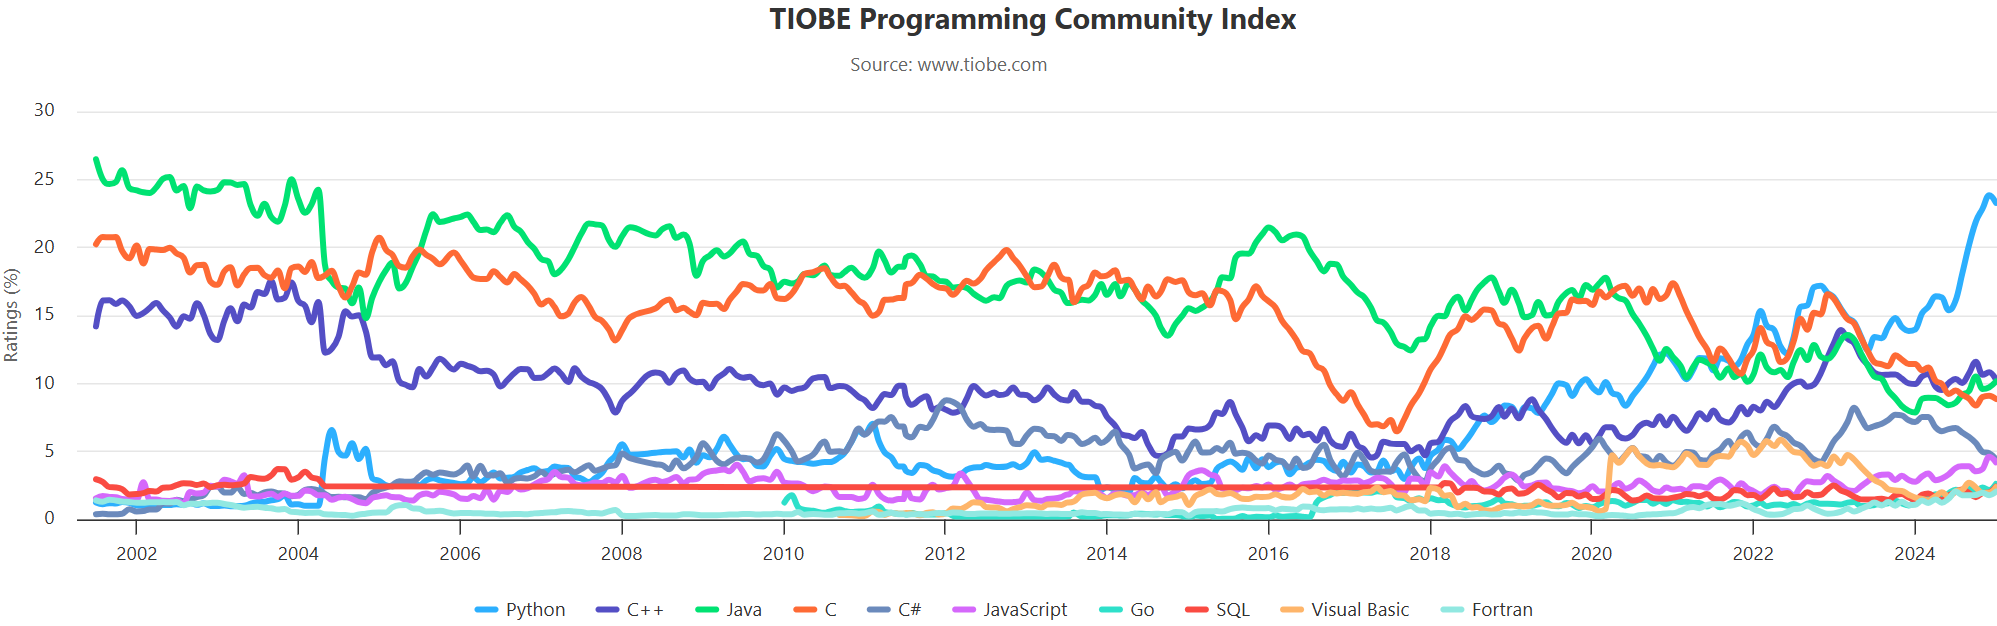 TIOBE Programming Community Index
Source: www.tiobe.com
Ratings (%)
30
25
20
15
10
5
0
2002 2004 2006 2008 2010 2012 2014 2016 2018 2020 2022 2024
Python C++ Java C C# JavaScript Go SQL Visual Basic Fortran